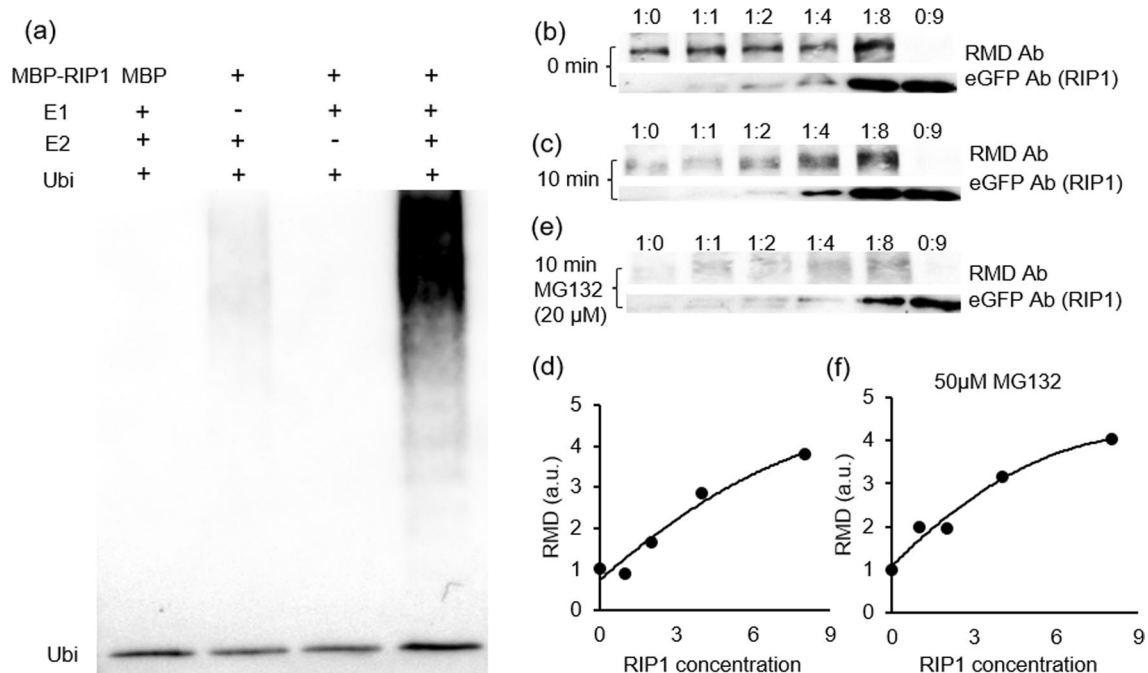 (a)
MBP-RIP1 MBP + + +
E1 + - + +
E2 + + - +
Ubi + + + +
Ubi
(b)
1:0 1:1 1:2 1:4 1:8 0:9
0 min
RMD Ab
eGFP Ab (RIP1)
(c)
1:0 1:1 1:2 1:4 1:8 0:9
10 min
RMD Ab
eGFP Ab (RIP1)
(e)
1:0 1:1 1:2 1:4 1:8 0:9
10 min
MG132
(20 µM)
RMD Ab
eGFP Ab (RIP1)
(d)
RMD (a.u.)
5
4
3
2
1
0
0 3 6 9
RIP1 concentration
(f)
50µM MG132
RMD (a.u.)
5
4
3
2
1
0
0 3 6 9
RIP1 concentration